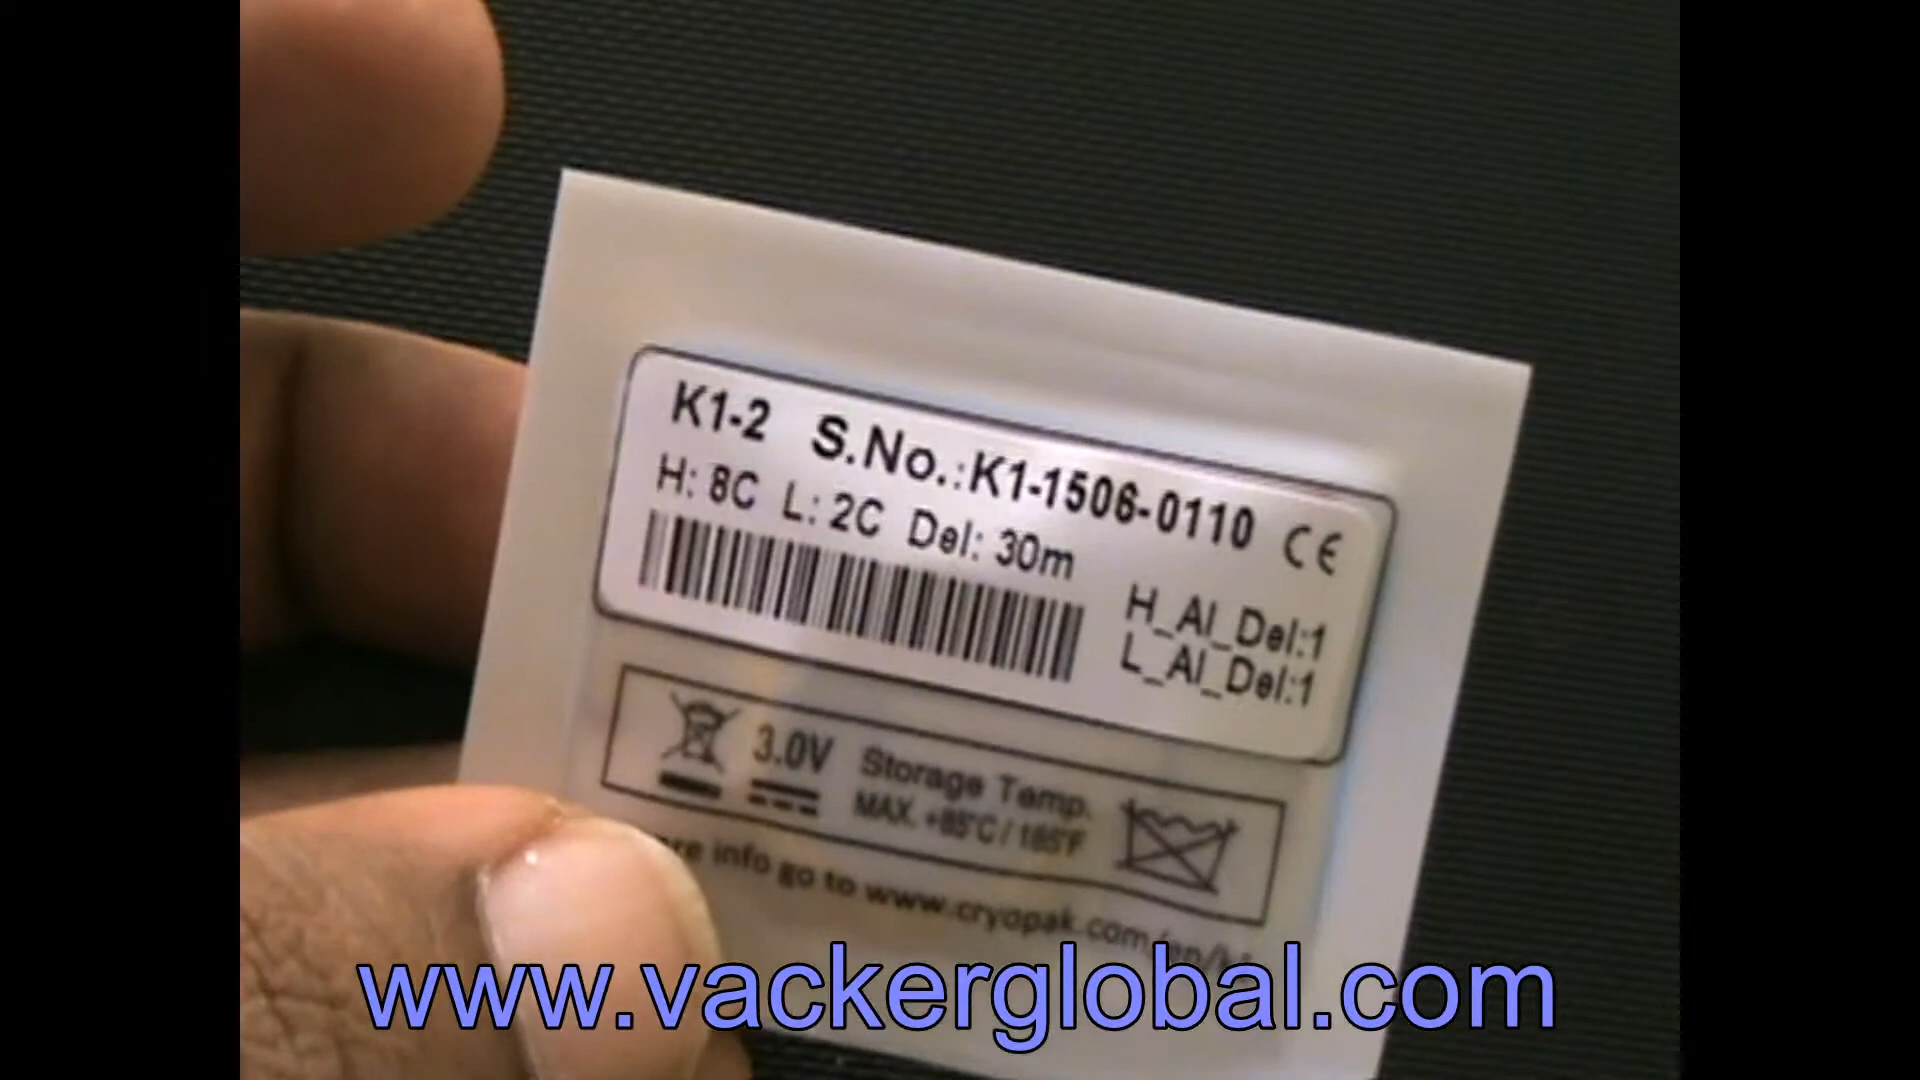 K1-2 S.No.:K1-1506-0110 CE
H: 8C L: 2C Del: 30m
H_Al_Del:1
L_Al_Del:1
3.0V Storage Temp.
MAX. +85°C / 185°F
info go to www.cryopak.com/en/
www.vackerglobal.com